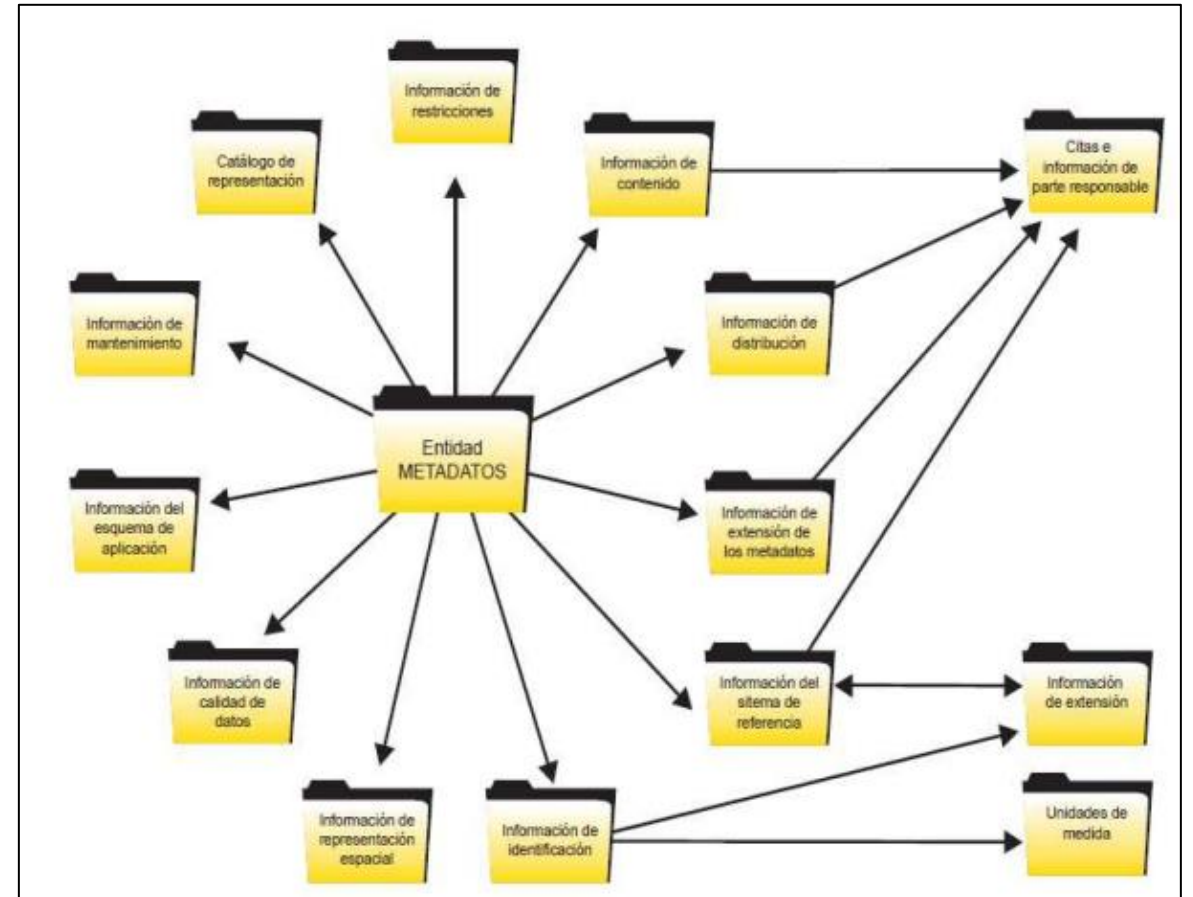 Información de
restricciones
Catálogo de
representación
Información de
contenido
Citas e
información de
parte responsable
Información de
mantenimiento
Información de
distribución
Entidad
METADATOS
Información del
esquema de
aplicación
Información de
extensión de
los metadatos
Información de
calidad de
datos
Información del
sitema de
referencia
Información
de extensión
Información de
representación
espacial
Información de
identificación
Unidades de
medida